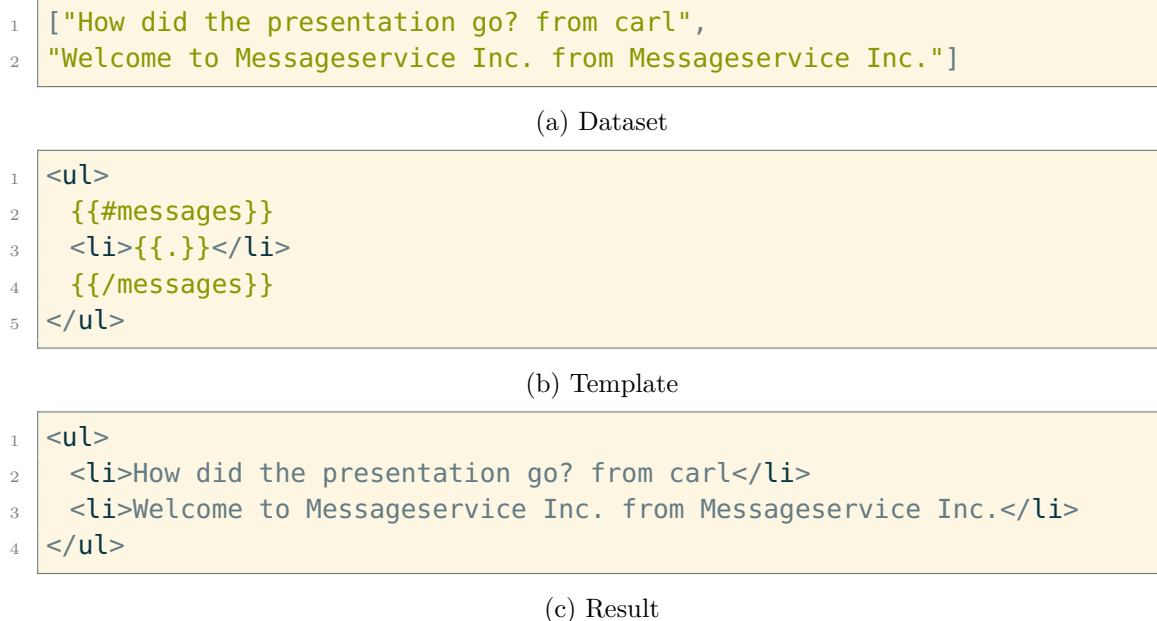 1 ["How did the presentation go? from carl",
2 "Welcome to Messageservice Inc. from Messageservice Inc."]
(a) Dataset
1 <ul>
2 {{#messages}}
3 <li>{{.}}</li>
4 {{/messages}}
5 </ul>
(b) Template
1 <ul>
2 <li>How did the presentation go? from carl</li>
3 <li>Welcome to Messageservice Inc. from Messageservice Inc.</li>
4 </ul>
(c) Result